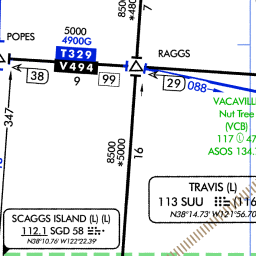 5000
4900G
POPES
T329
V494
RAGGS
38
9
99
29
088
8500
*480
7
347
8500
*5000
16
VACAVILL
Nut Tree
(VCB)
117
47
ASOS 134.
TRAVIS (L)
113 SUU
(116
N38°14.73' W121°56.70
SCAGGS ISLAND (L) (L)
112.1 SGD 58
N38°10.76' W122°22.39'